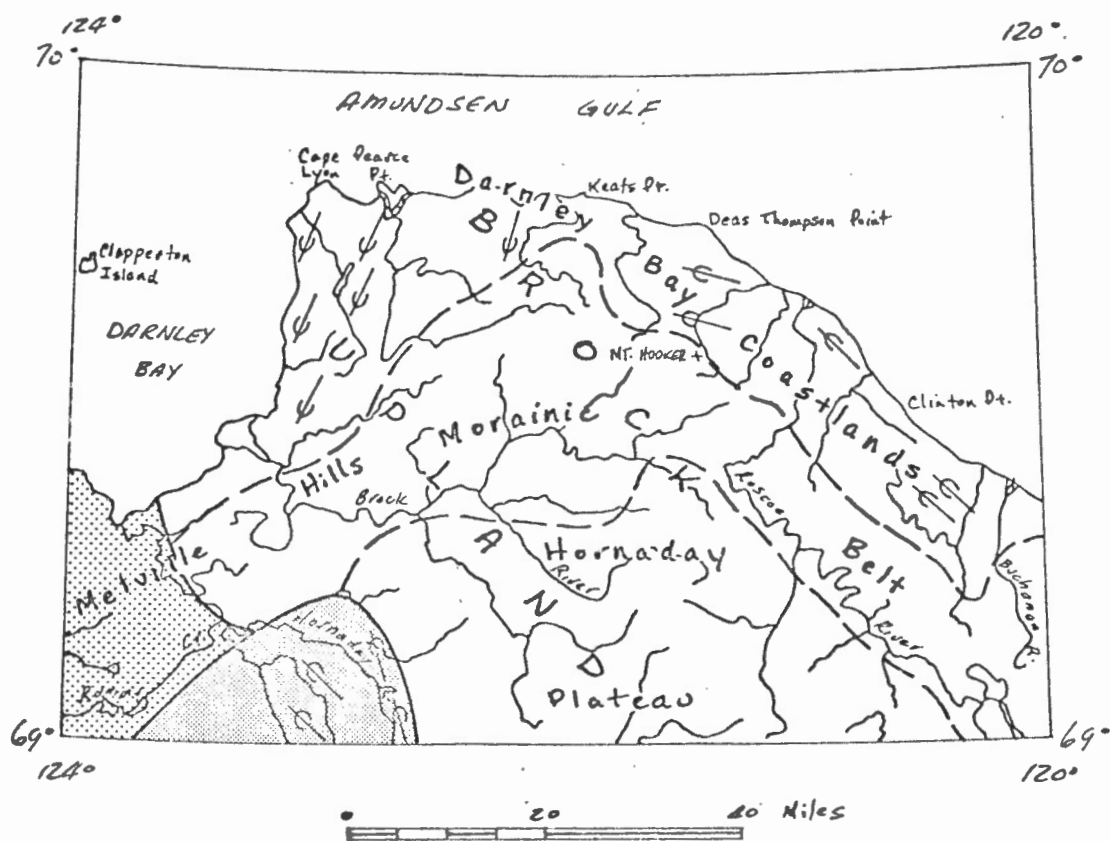 124° 120°
70° 70°
AMUNDSEN GULF
Cape Lyon
Pearce Pt.
Darnley Bay Coastlands
Keats Pt.
Deas Thompson Point
Clapperton Island
DARNLEY BAY
BROCK UPLAND
MT. HOOKER +
Clinton Pt.
Melville Hills Morainic Belt
Brock River
Hornaday Plateau
Roscoe River
Buchanan R.
Hornaday
69° 69°
124° 120°
0 20 40 Miles